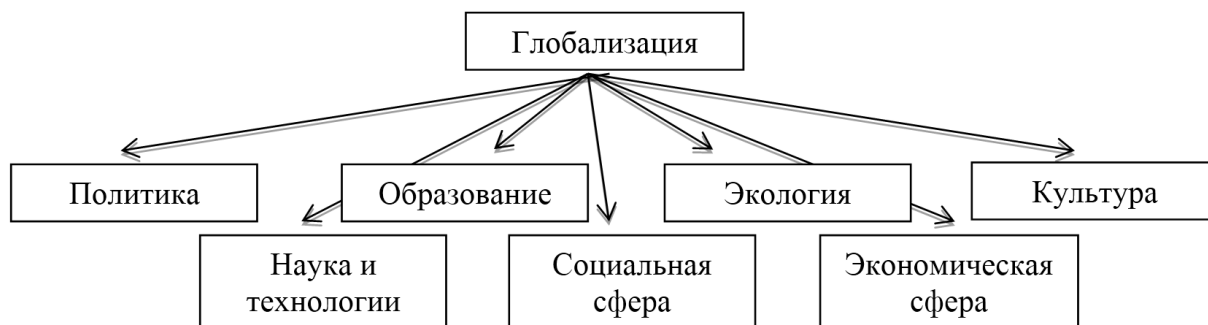 Глобализация
Политика
Образование
Экология
Культура
Наука и
технологии
Социальная
сфера
Экономическая
сфера